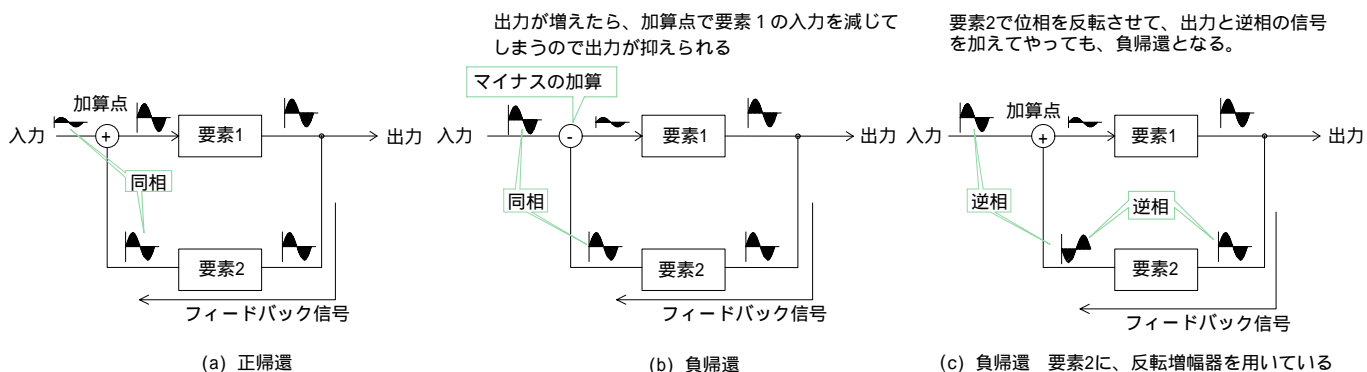 出力が増えたら、加算点で要素１の入力を減じて
しまうので出力が抑えられる
要素2で位相を反転させて、出力と逆相の信号
を加えてやっても、負帰還となる。
加算点
入力
+
要素1
出力
同相
要素2
フィードバック信号
(a) 正帰還
マイナスの加算
入力
-
要素1
出力
同相
要素2
フィードバック信号
(b) 負帰還
加算点
入力
+
要素1
出力
逆相
逆相
要素2
フィードバック信号
(c) 負帰還　要素2に、反転増幅器を用いている